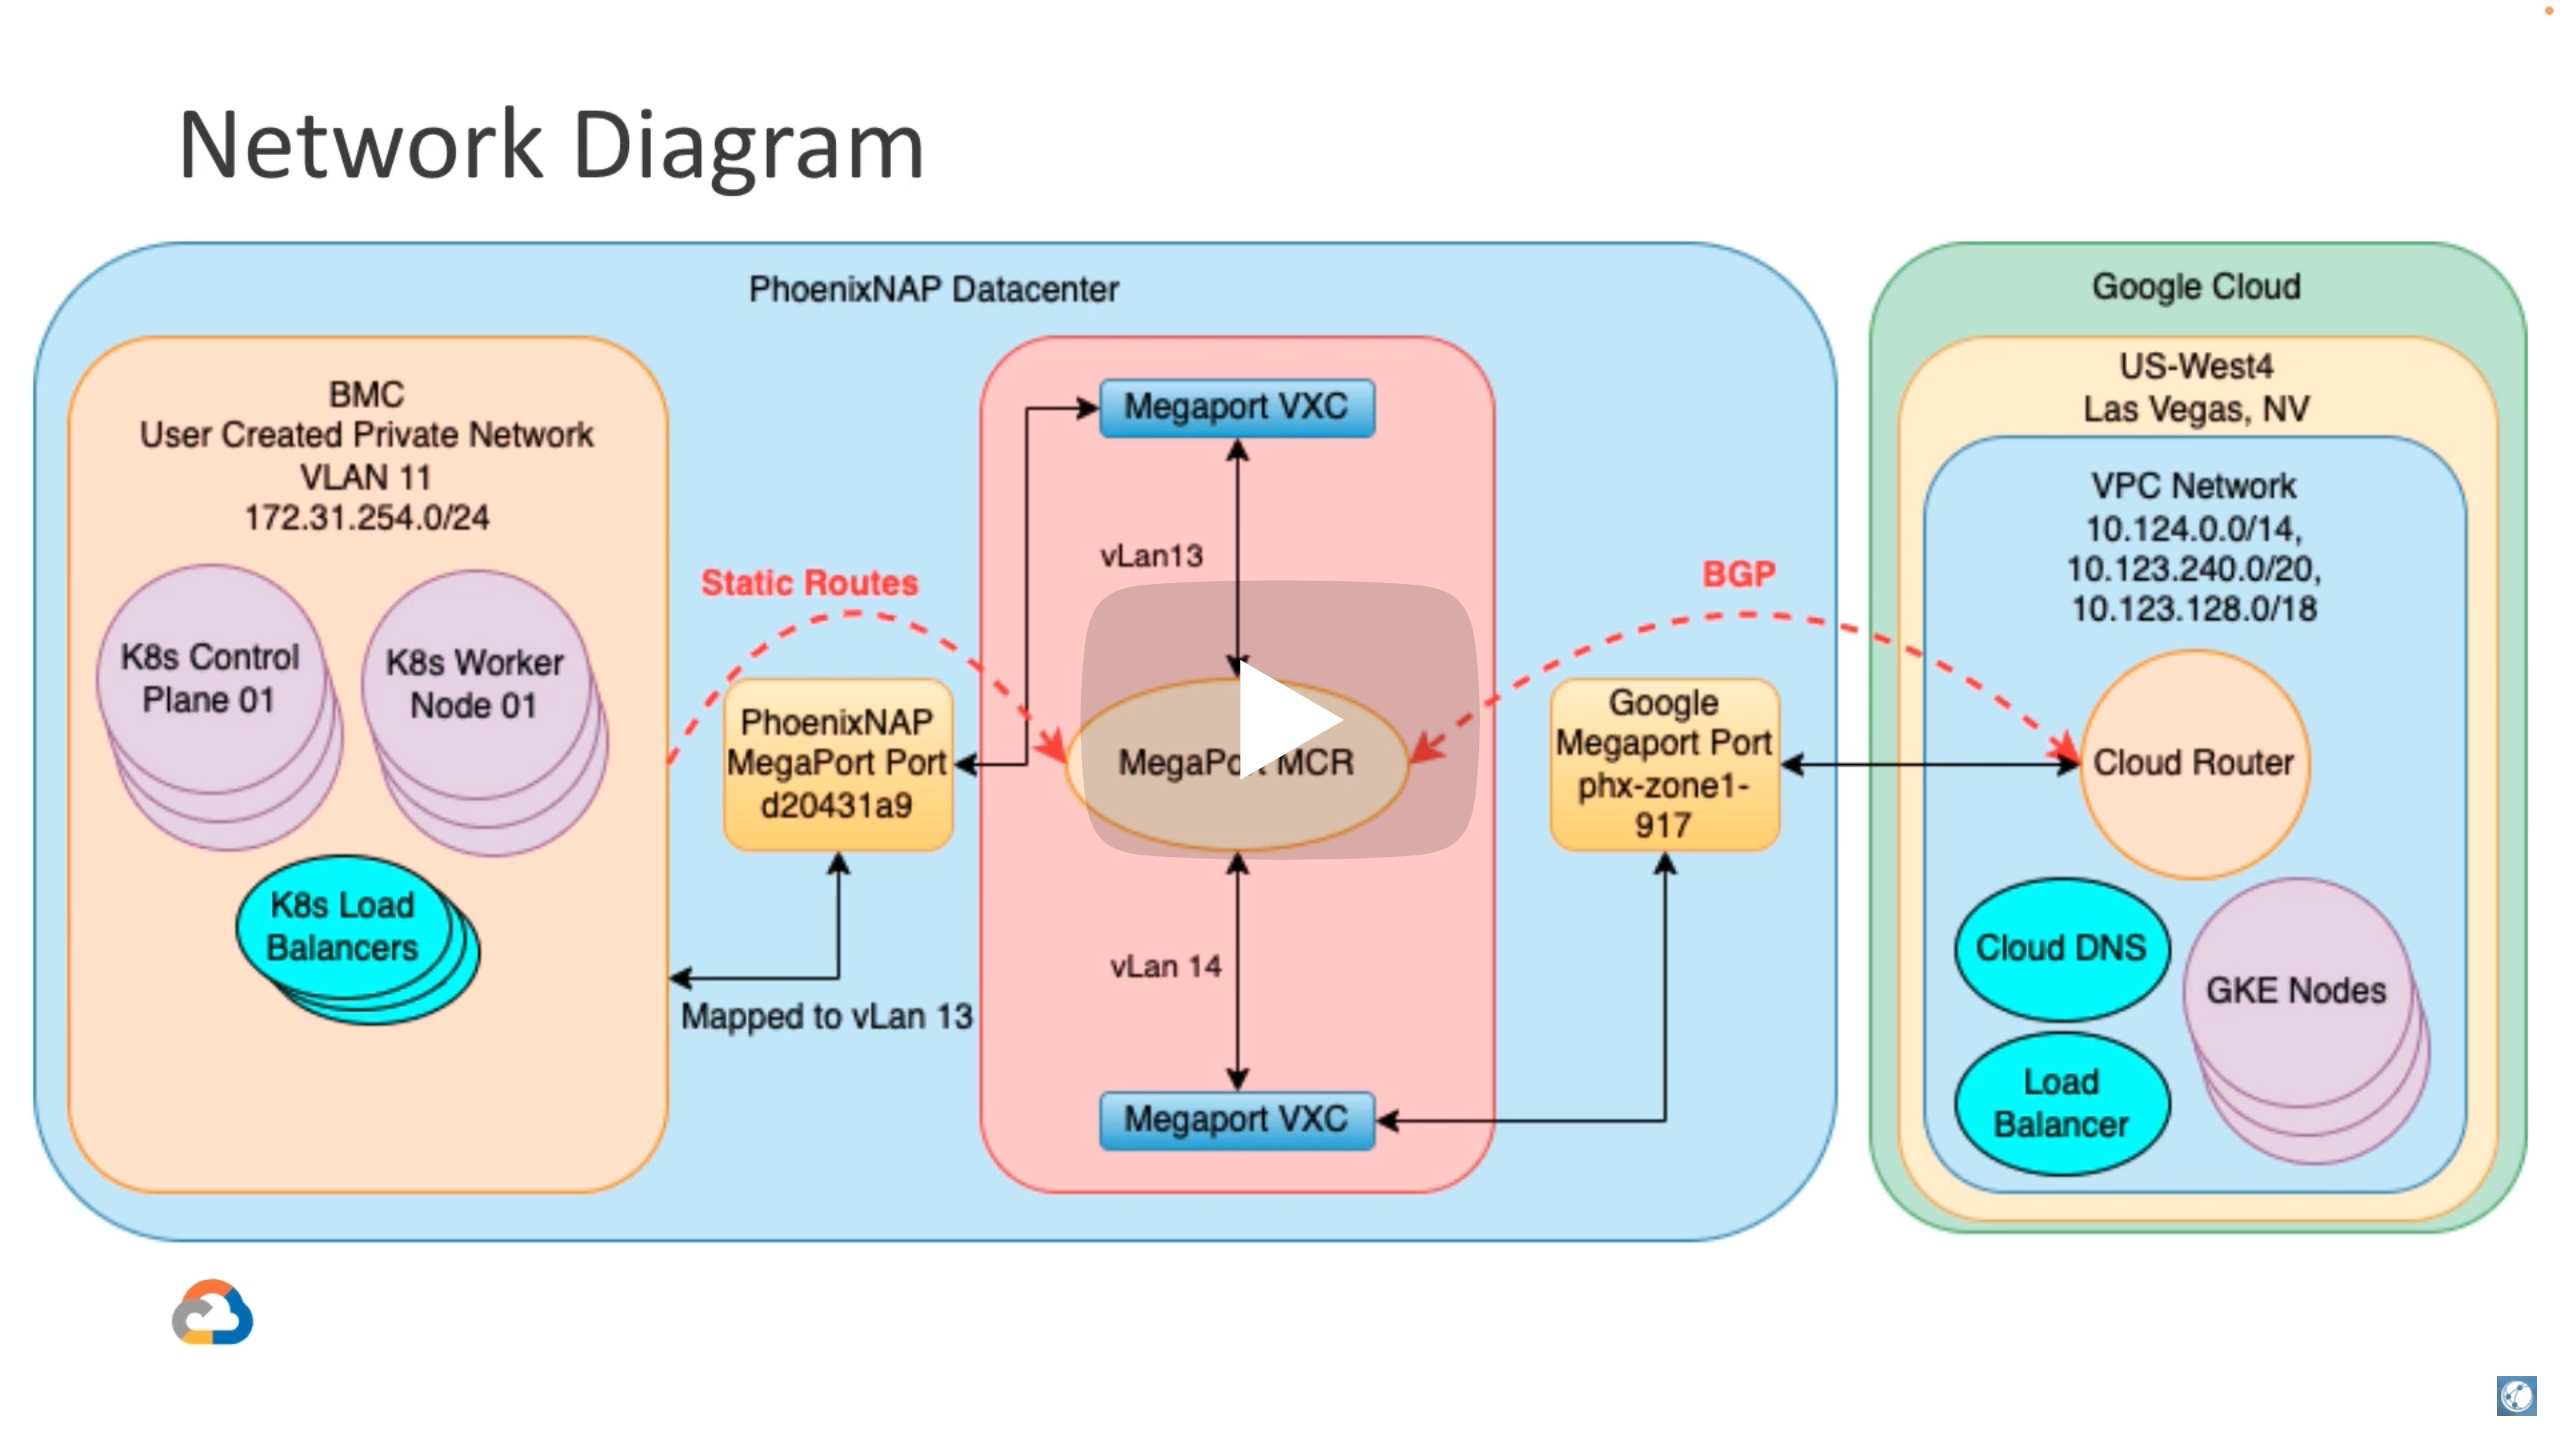 Network Diagram
PhoenixNAP Datacenter
BMC
User Created Private Network
VLAN 11
172.31.254.0/24
K8s Control
Plane 01
K8s Worker
Node 01
K8s Load
Balancers
Static Routes
PhoenixNAP
MegaPort Port
d20431a9
Mapped to vLan 13
Megaport VXC
vLan13
MegaPort MCR
vLan 14
Megaport VXC
BGP
Google
Megaport Port
phx-zone1-
917
Google Cloud
US-West4
Las Vegas, NV
VPC Network
10.124.0.0/14,
10.123.240.0/20,
10.123.128.0/18
Cloud Router
Cloud DNS
GKE Nodes
Load
Balancer